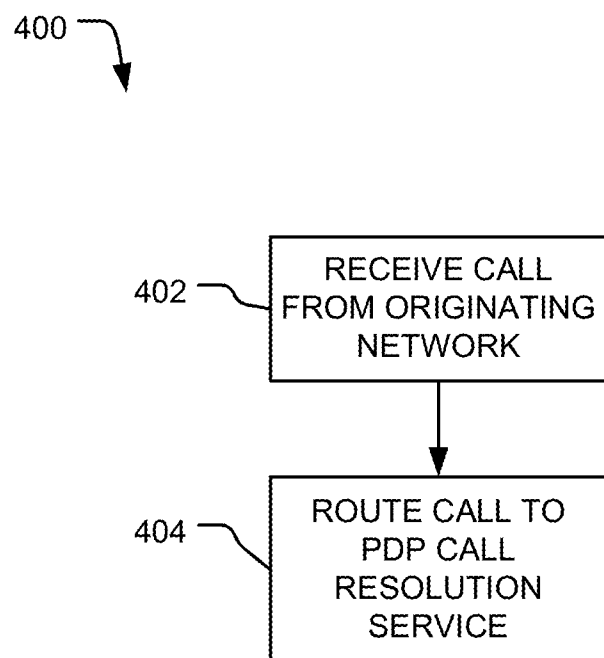 400
402
RECEIVE CALL
FROM ORIGINATING
NETWORK
404
ROUTE CALL TO
PDP CALL
RESOLUTION
SERVICE